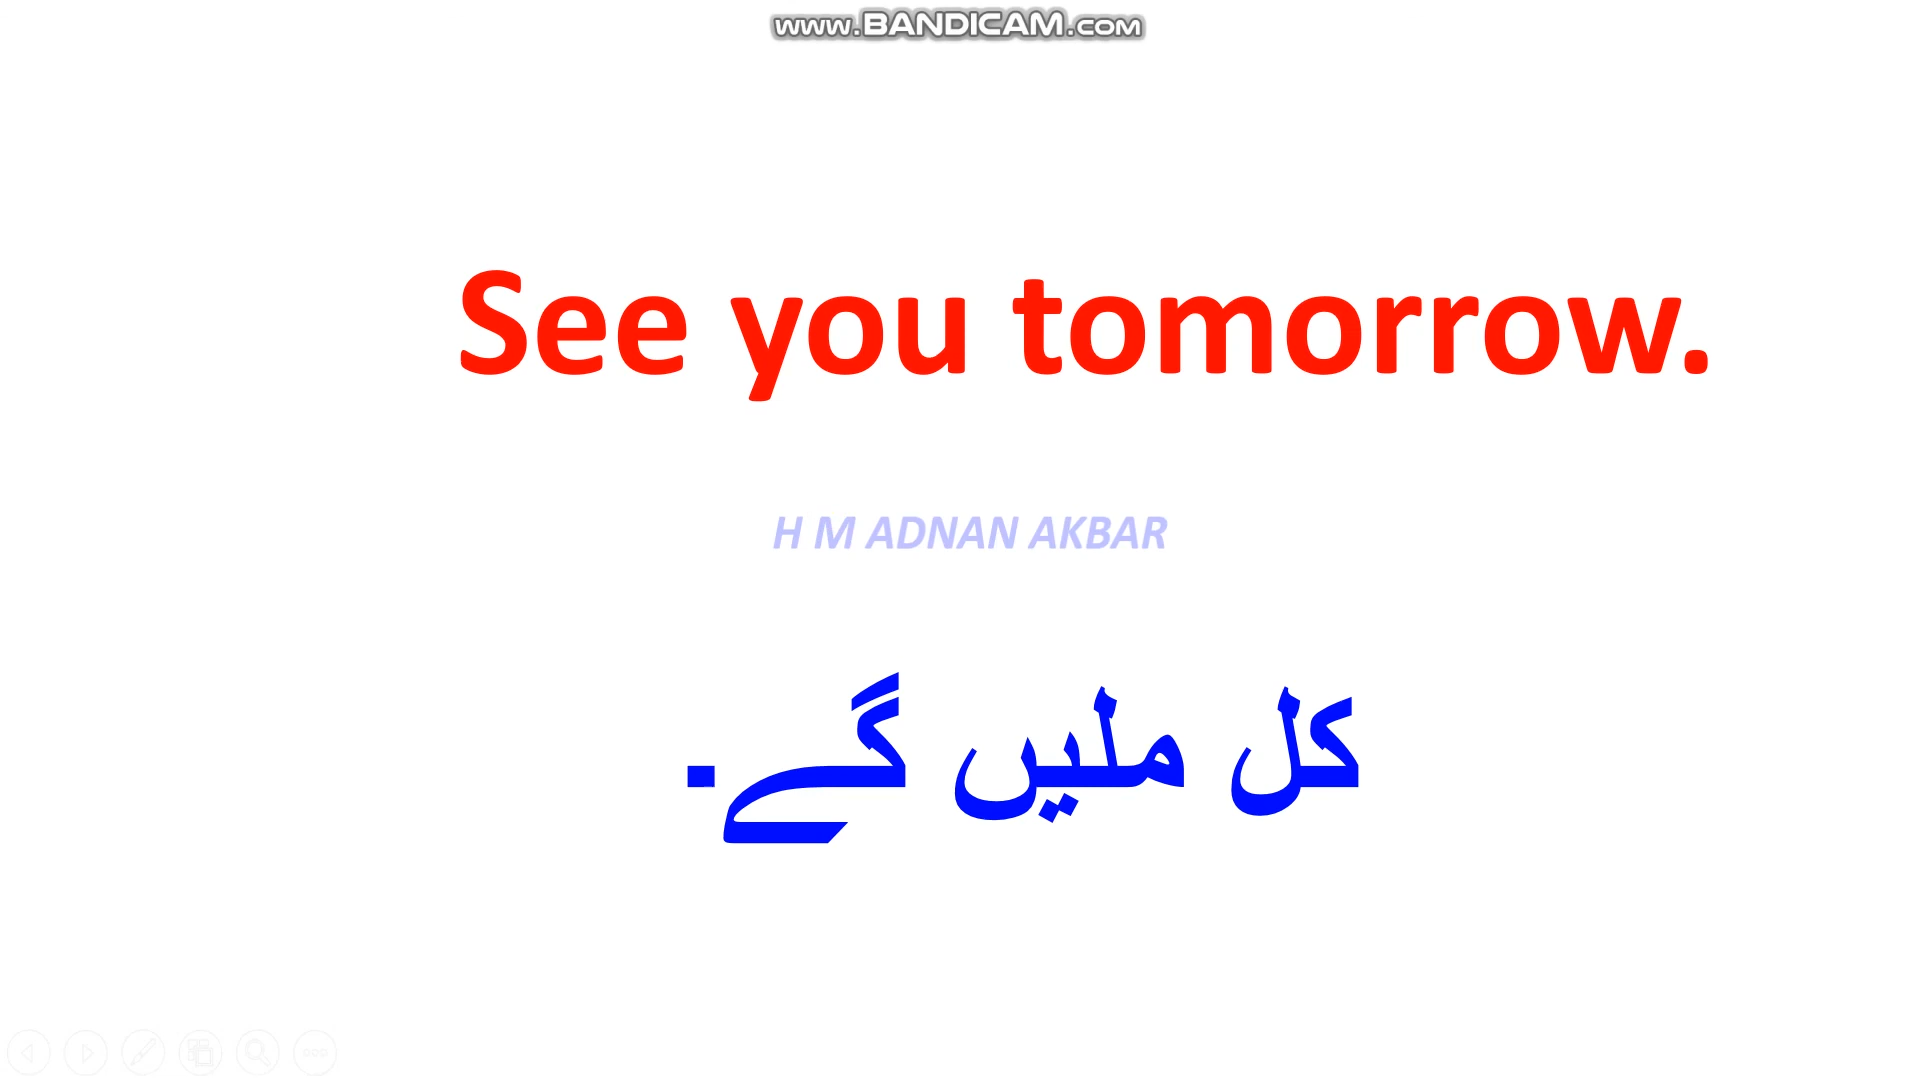 www.BANDICAM.com
See you tomorrow.
H M ADNAN AKBAR
کل ملیں گے.